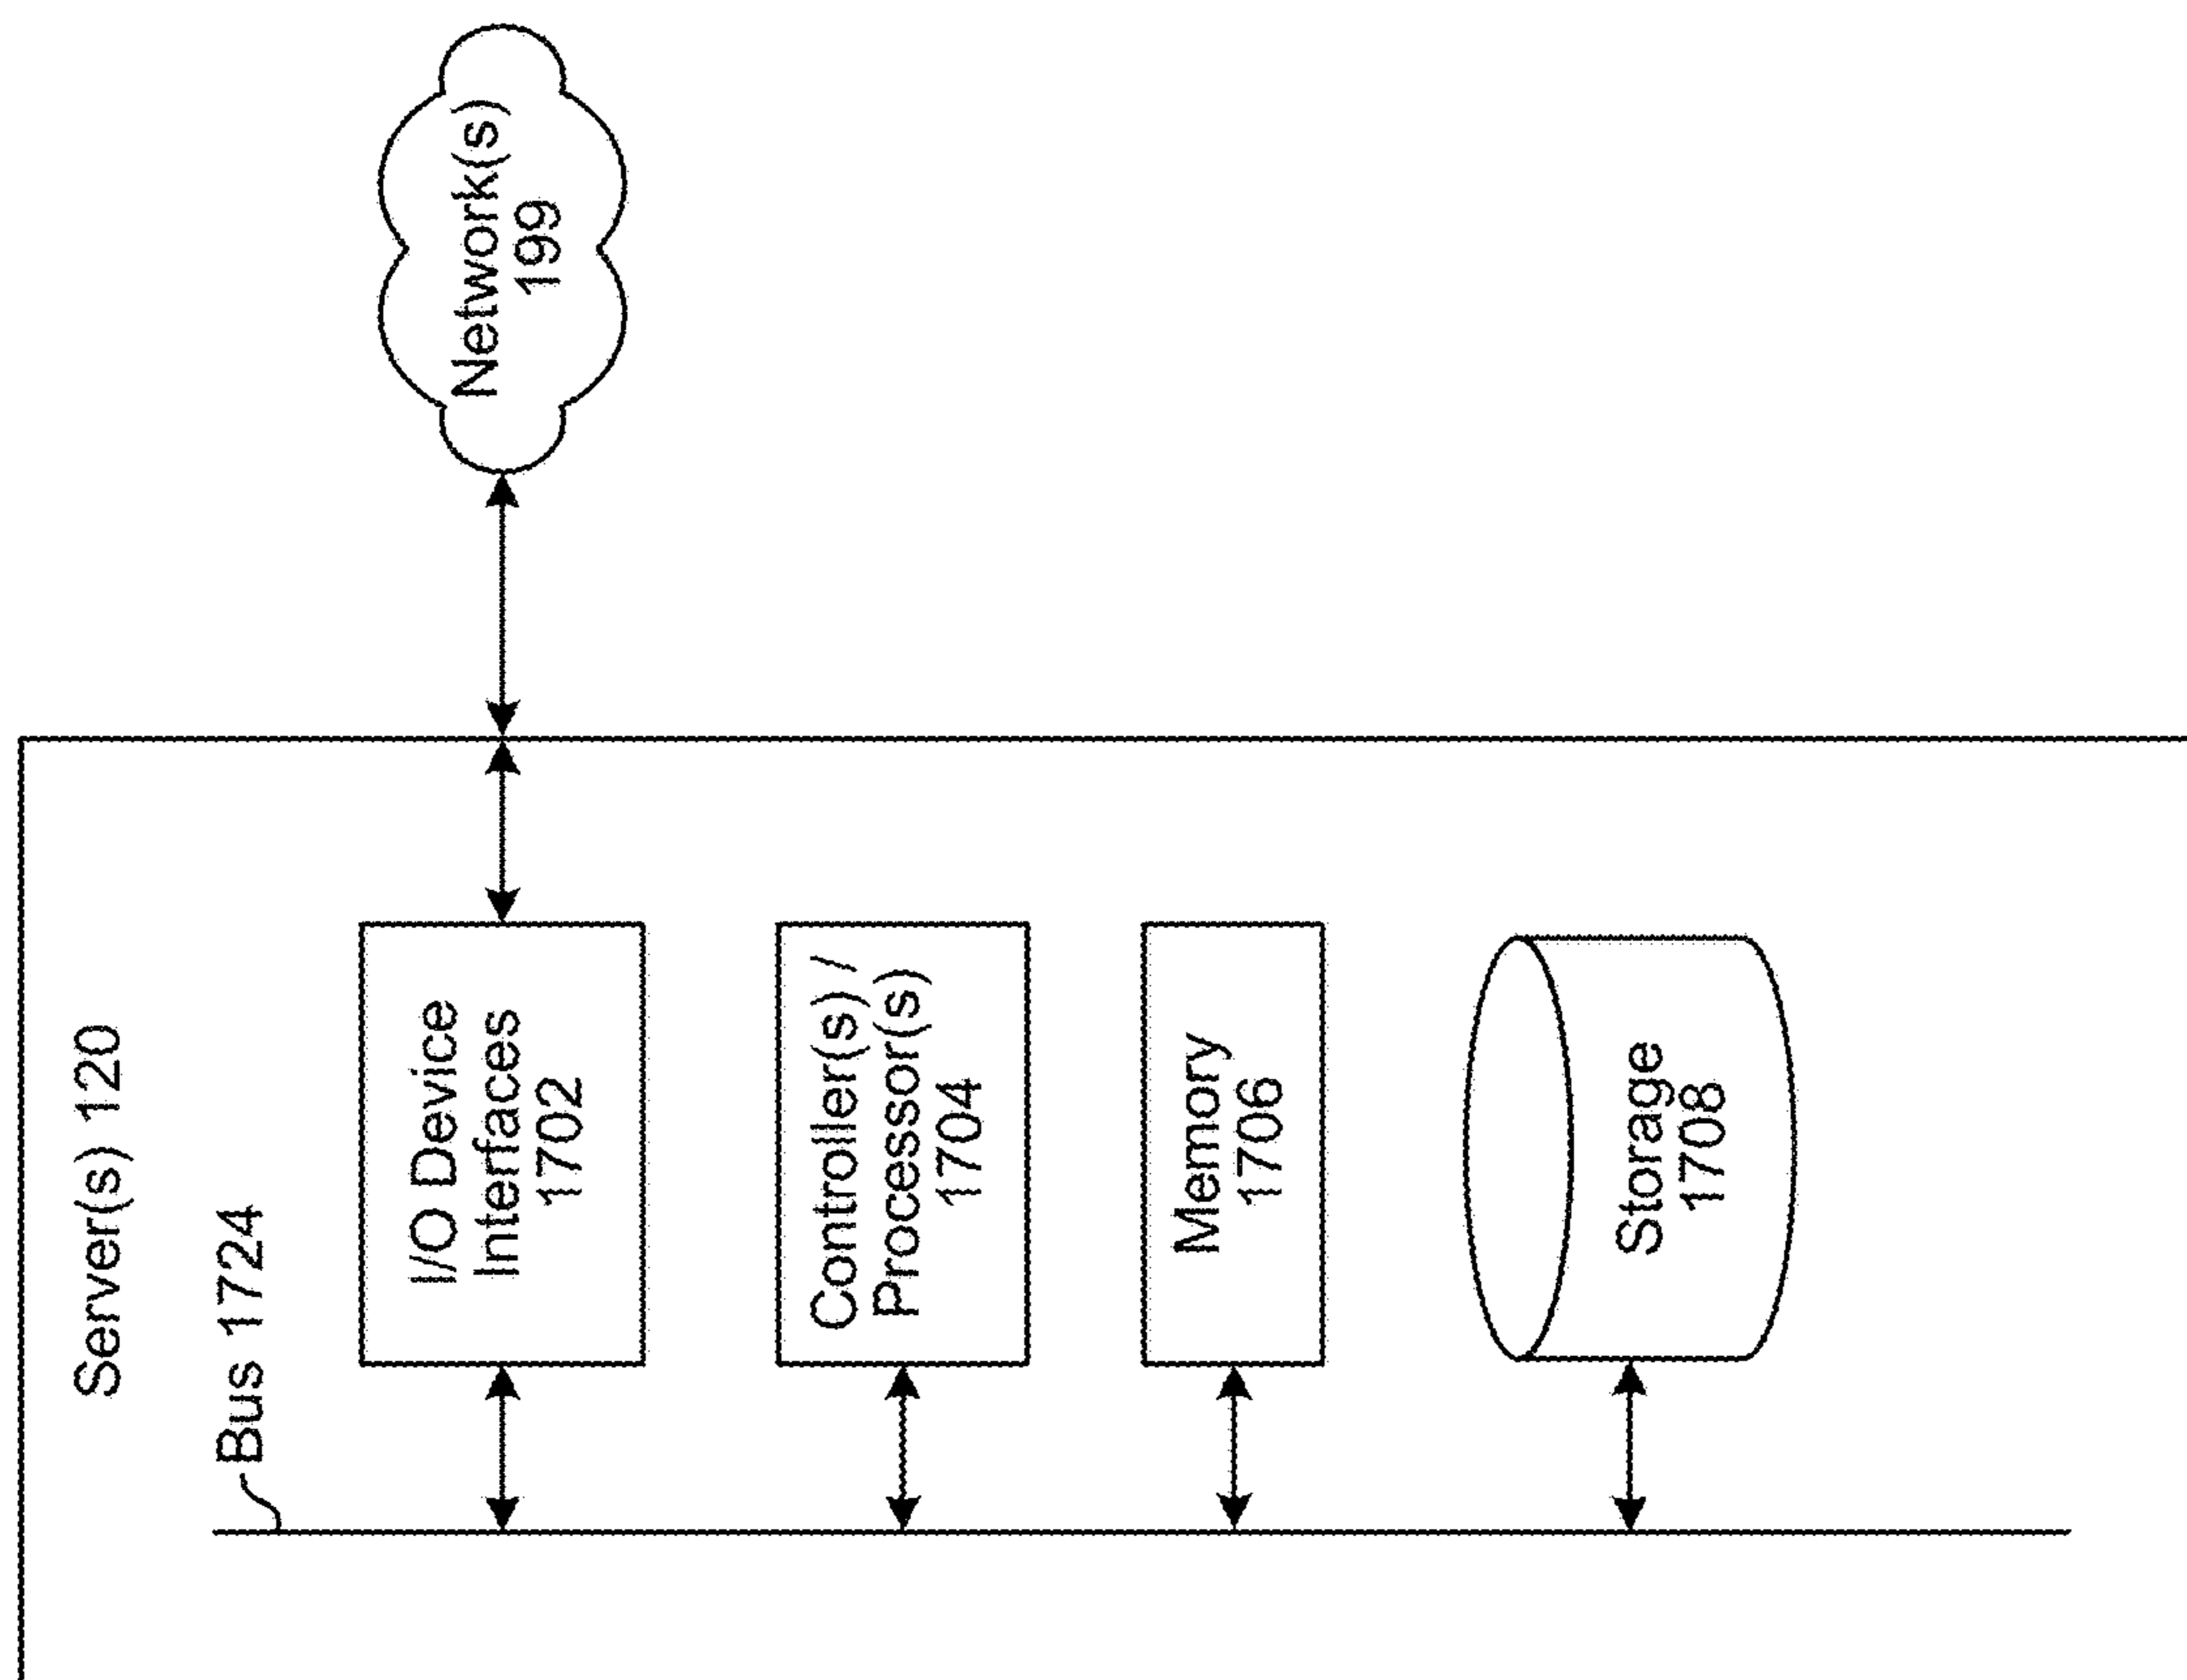 Server(s) 120
Bus 1724
I/O Device
Interfaces
1702
Network(s)
199
Controller(s) /
Processor(s)
1704
Memory
1706
Storage
1708